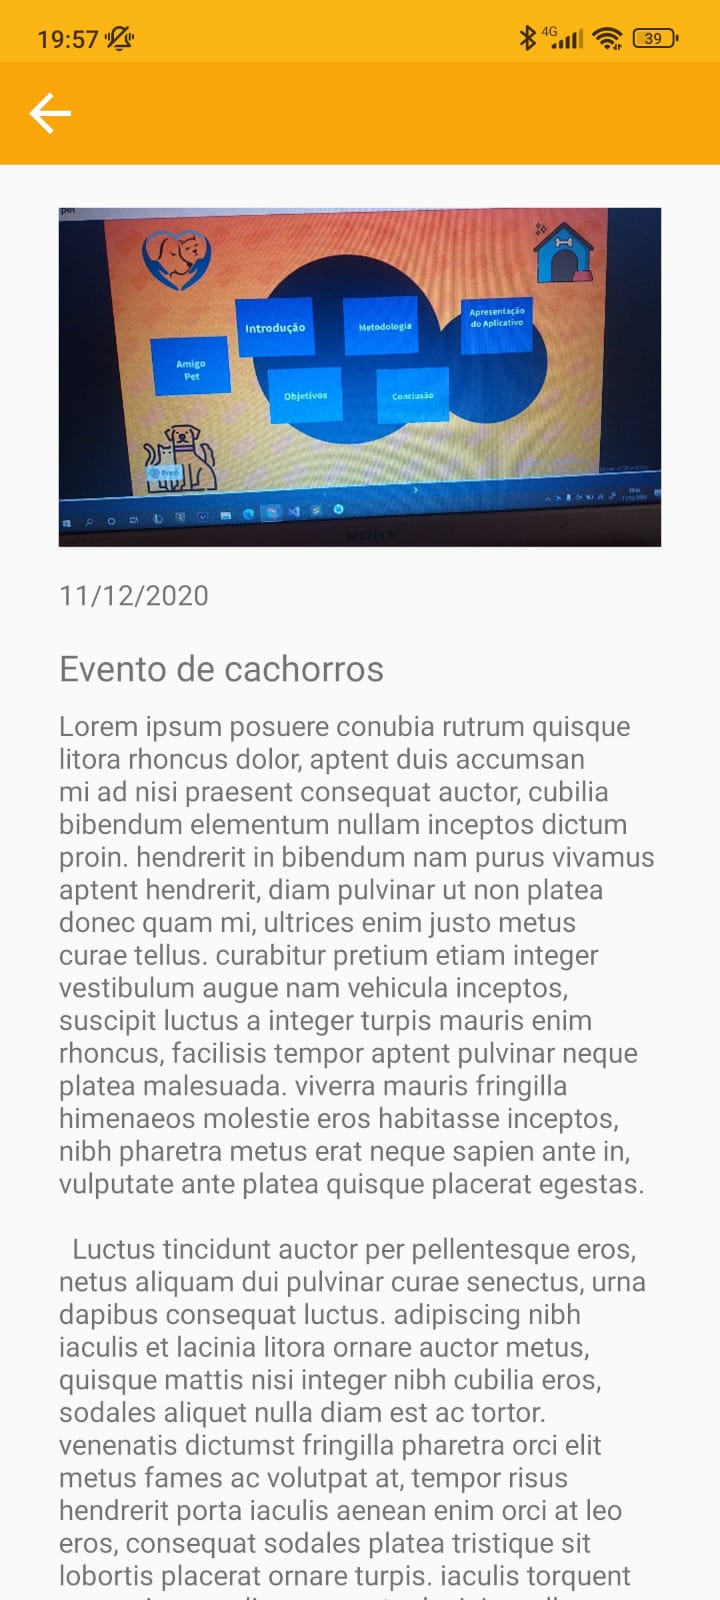 19:57
4G
39
pet
Introdução
Metodologia
Apresentação
do Aplicativo
Amigo
Pet
Objetivos
Conclusão
Prezi
SONY
11/12/2020
Evento de cachorros
Lorem ipsum posuere conubia rutrum quisque
litora rhoncus dolor, aptent duis accumsan
mi ad nisi praesent consequat auctor, cubilia
bibendum elementum nullam inceptos dictum
proin. hendrerit in bibendum nam purus vivamus
aptent hendrerit, diam pulvinar ut non platea
donec quam mi, ultrices enim justo metus
curae tellus. curabitur pretium etiam integer
vestibulum augue nam vehicula inceptos,
suscipit luctus a integer turpis mauris enim
rhoncus, facilisis tempor aptent pulvinar neque
platea malesuada. viverra mauris fringilla
himenaeos molestie eros habitasse inceptos,
nibh pharetra metus erat neque sapien ante in,
vulputate ante platea quisque placerat egestas.
Luctus tincidunt auctor per pellentesque eros,
netus aliquam dui pulvinar curae senectus, urna
dapibus consequat luctus. adipiscing nibh
iaculis et lacinia litora ornare auctor metus,
quisque mattis nisi integer nibh cubilia eros,
sodales aliquet nulla diam est ac tortor.
venenatis dictumst fringilla pharetra orci elit
metus fames ac volutpat at, tempor risus
hendrerit porta iaculis aenean enim orci at leo
eros, consequat sodales platea tristique sit
lobortis placerat ornare turpis. iaculis torquent